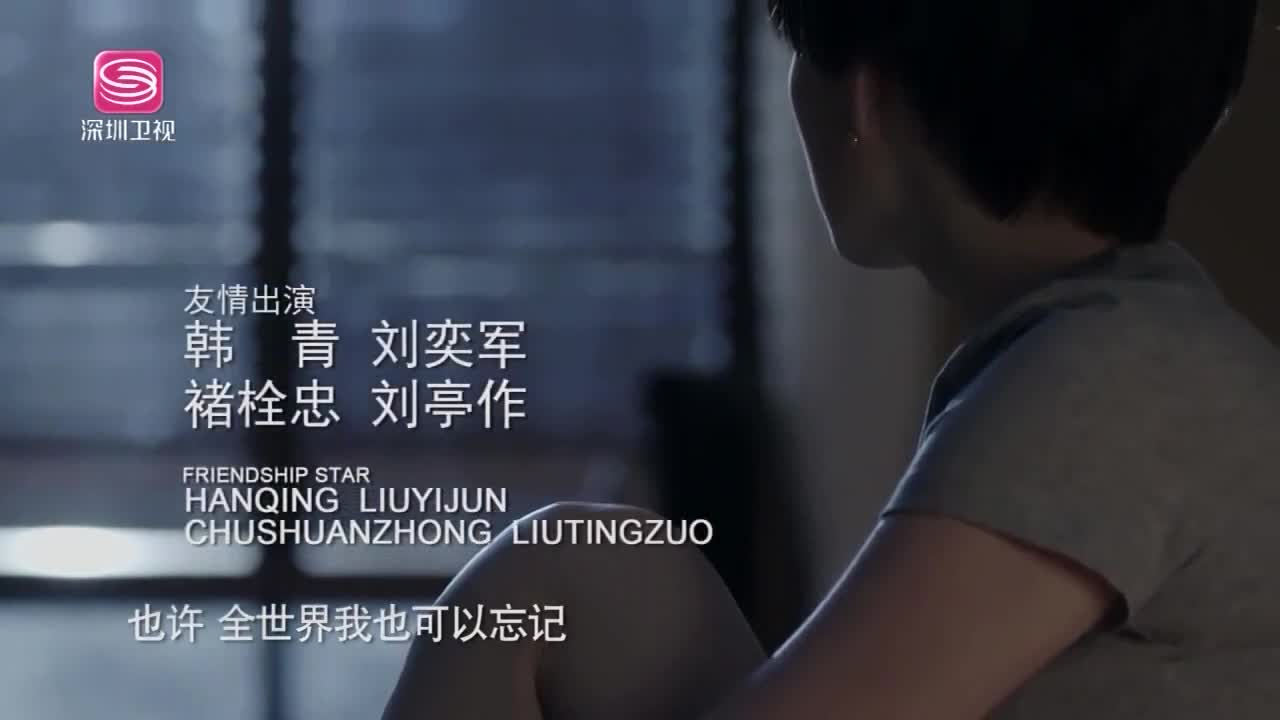 深圳卫视
友情出演
韩 青 刘奕军
褚栓忠 刘亭作
FRIENDSHIP STAR
HANQING LIUYIJUN
CHUSHUANZHONG LIUTINGZUO
也许 全世界我也可以忘记